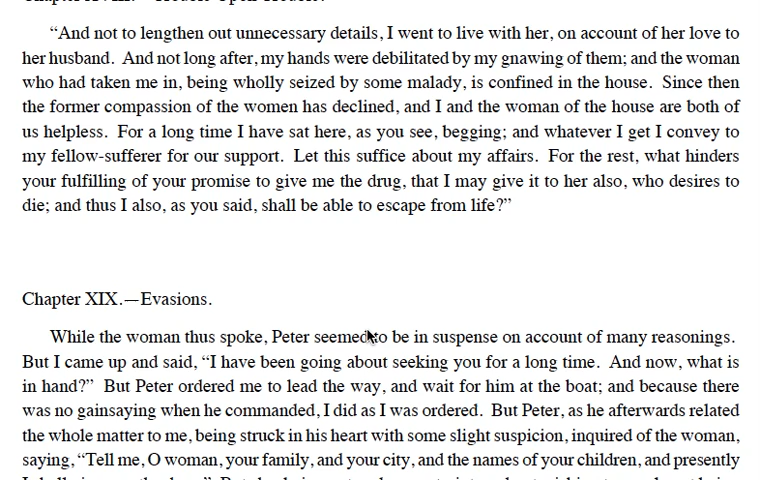 “And not to lengthen out unnecessary details, I went to live with her, on account of her love to
her husband.  And not long after, my hands were debilitated by my gnawing of them; and the woman
who had taken me in, being wholly seized by some malady, is confined in the house.  Since then
the former compassion of the women has declined, and I and the woman of the house are both of
us helpless.  For a long time I have sat here, as you see, begging; and whatever I get I convey to
my fellow-sufferer for our support.  Let this suffice about my affairs.  For the rest, what hinders
your fulfilling of your promise to give me the drug, that I may give it to her also, who desires to
die; and thus I also, as you said, shall be able to escape from life?”
Chapter XIX.—Evasions.
While the woman thus spoke, Peter seemed to be in suspense on account of many reasonings.
But I came up and said, “I have been going about seeking you for a long time.  And now, what is
in hand?”  But Peter ordered me to lead the way, and wait for him at the boat; and because there
was no gainsaying when he commanded, I did as I was ordered.  But Peter, as he afterwards related
the whole matter to me, being struck in his heart with some slight suspicion, inquired of the woman,
saying, “Tell me, O woman, your family, and your city, and the names of your children, and presently